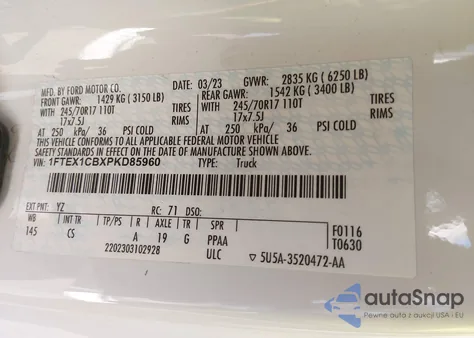 MFD. BY FORD MOTOR CO.
03/23 GVWR: 2835 KG ( 6250 LB)
FRONT GAWR: 1429 KG ( 3150 LB) REAR GAWR: 1542 KG ( 3400 LB)
WITH 245/70R17 110T WITH 245/70R17 110T
TIRES TIRES
17x7.5J RIMS 17x7.5J RIMS
AT 250 kPa/ 36 PSI COLD AT 250 kPa/ 36 PSI COLD
THIS VEHICLE CONFORMS TO ALL APPLICABLE FEDERAL MOTOR VEHICLE
SAFETY STANDARDS IN EFFECT ON THE DATE OF MANUFACTURE SHOWN ABOVE.
VIN: 1FTEX1CBXPKD85960 TYPE: Truck
EXT PNT: YZ RC: 71 DSO:
WB INT TR TP/PS R AXLE TR SPR F0116
145 CS A 19 G PPAA T0630
2202303102928 ULC 5U5A-3520472-AA
autoSnap
Pewne auta z aukcji USA i EU